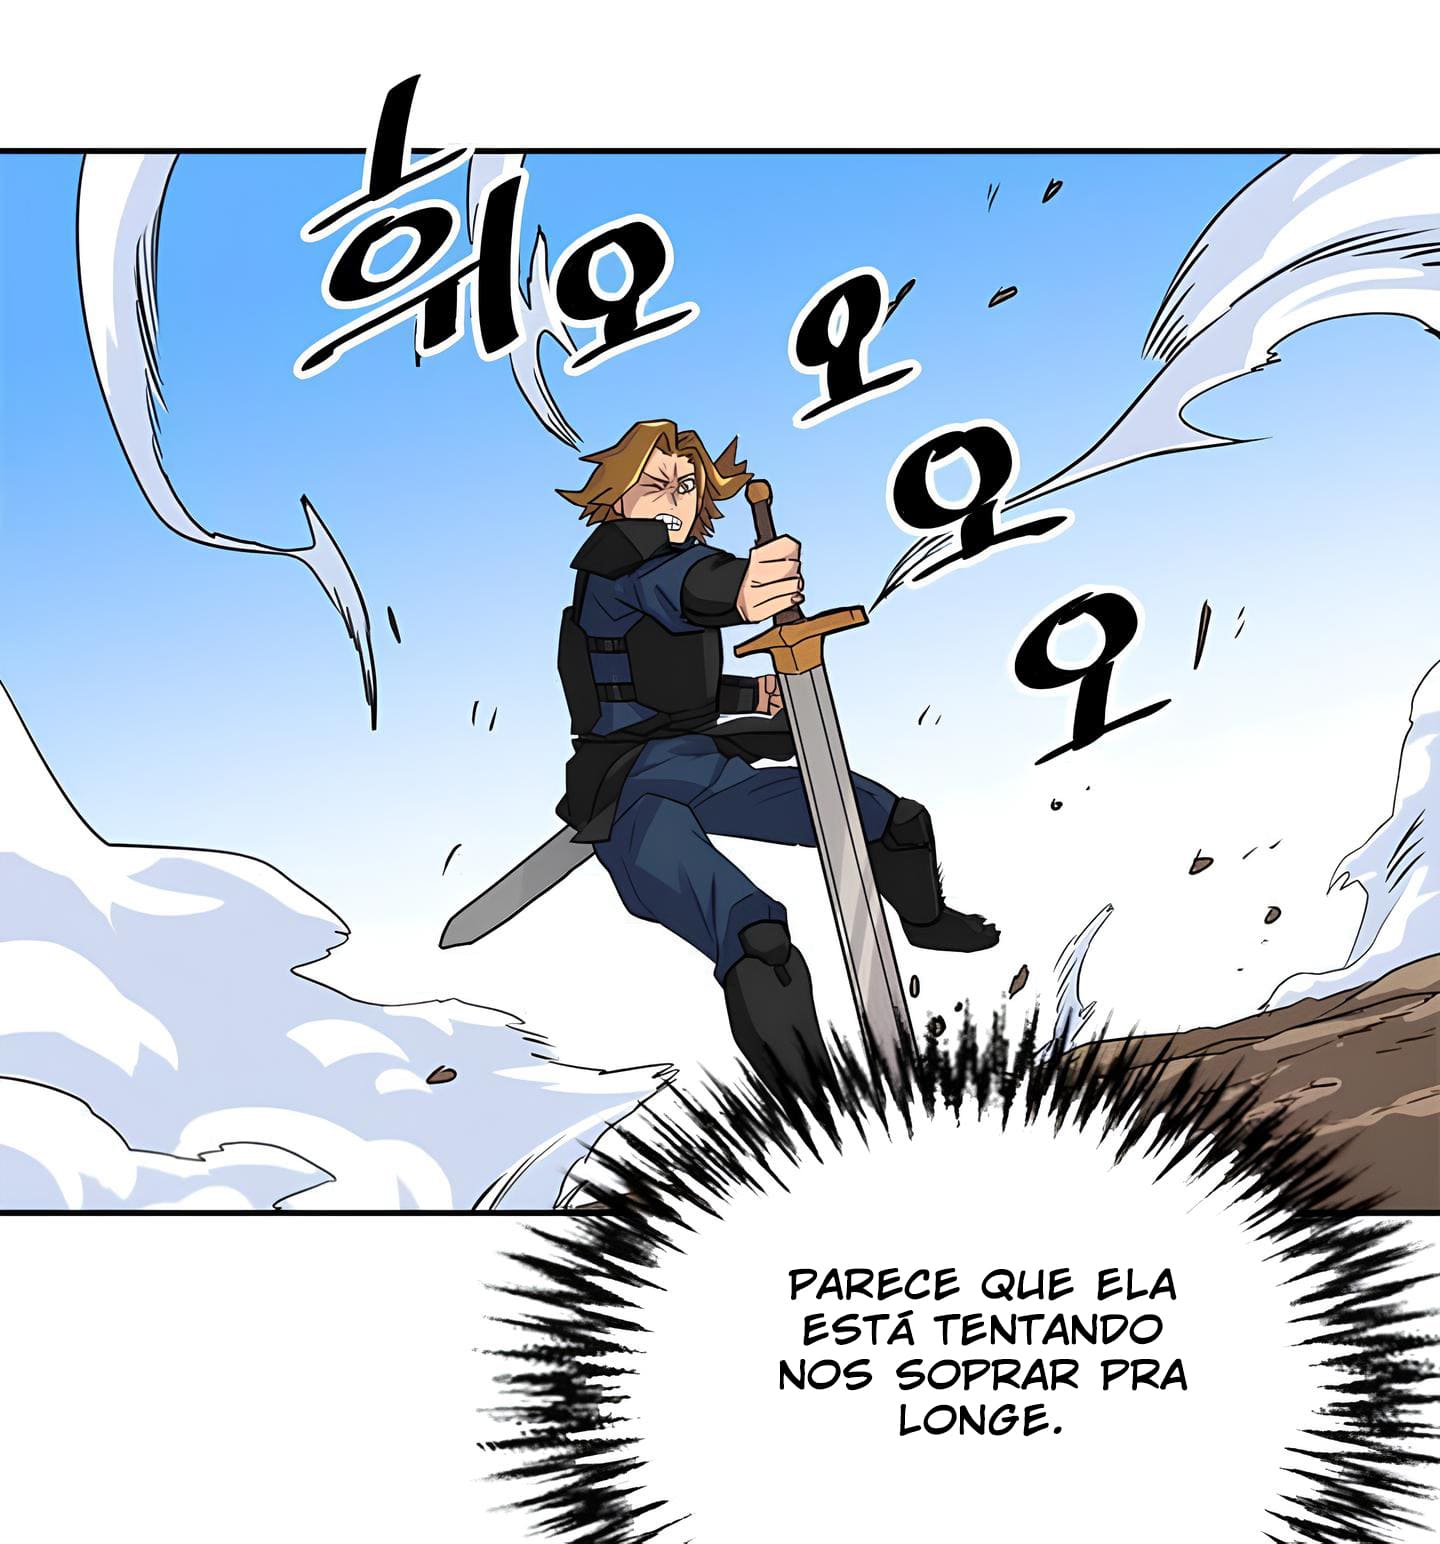 휘오오오오
PARECE QUE ELA
ESTÁ TENTANDO
NOS SOPRAR PRA
LONGE.